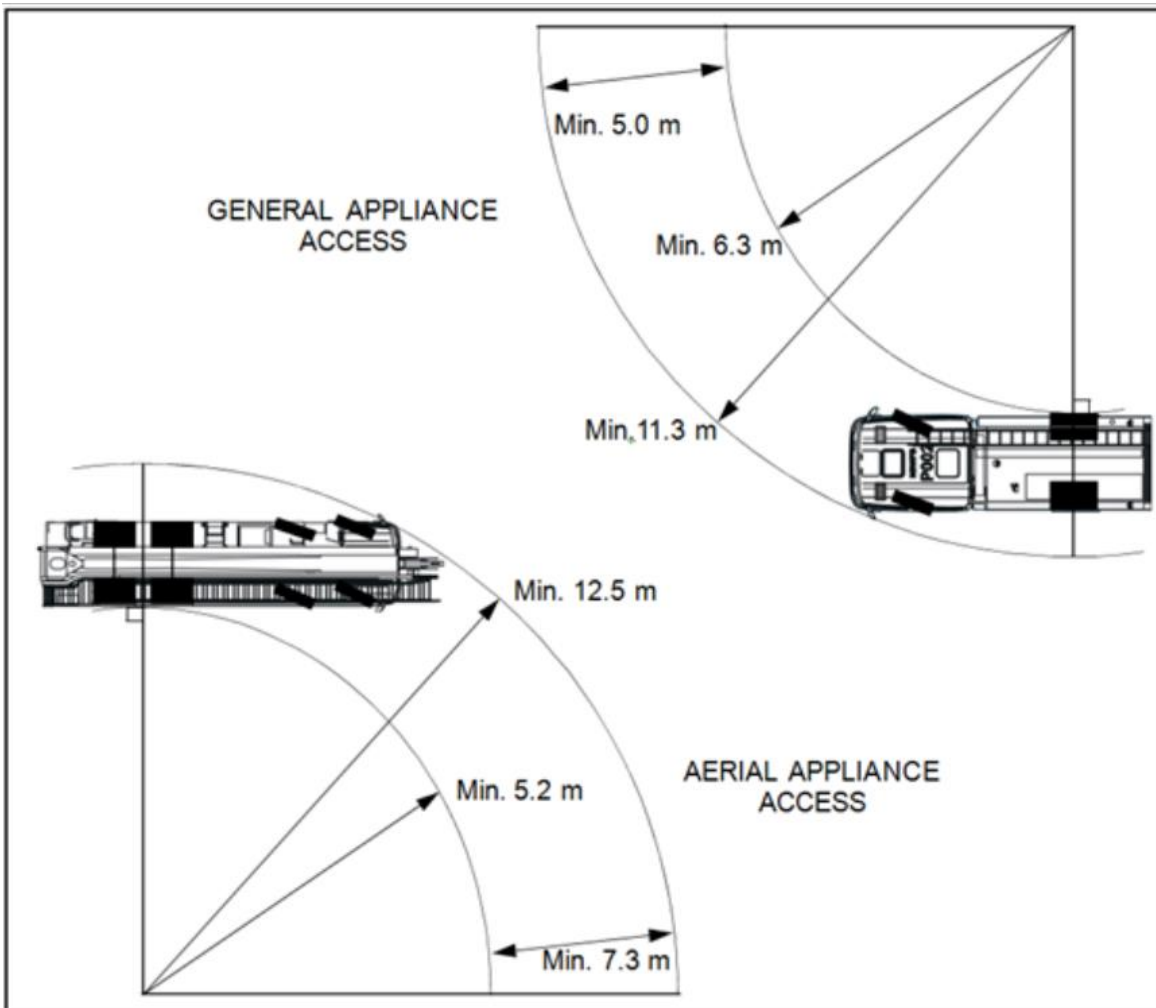 Min. 5.0 m
GENERAL APPLIANCE
ACCESS
Min. 6.3 m
Min. 11.3 m
P002
Min. 12.5 m
Min. 5.2 m
AERIAL APPLIANCE
ACCESS
Min. 7.3 m